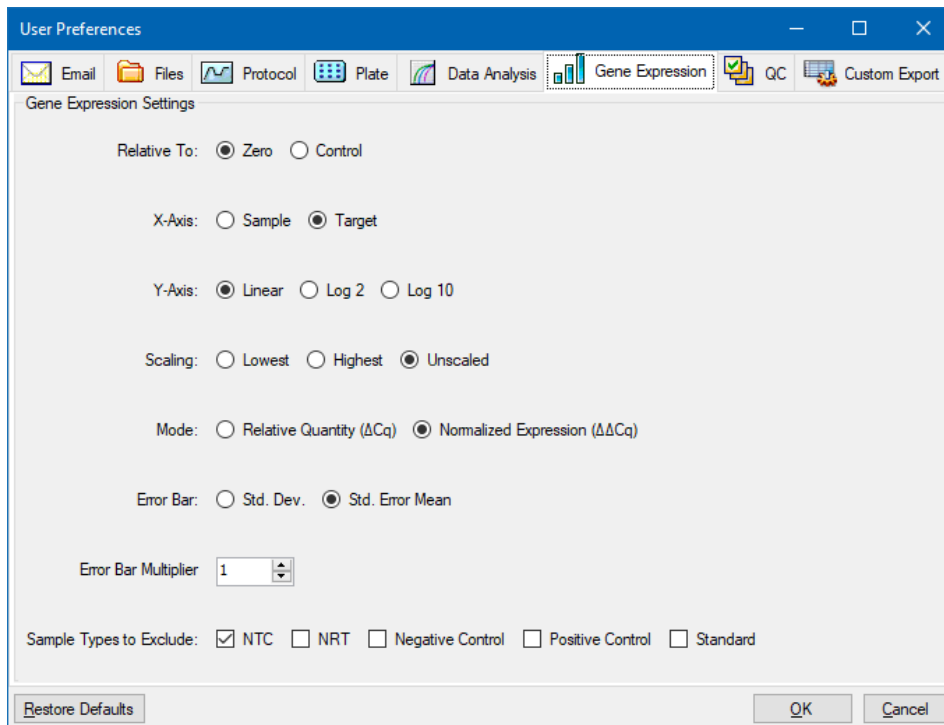 User Preferences
Email Files Protocol Plate Data Analysis Gene Expression QC Custom Export
Gene Expression Settings
Relative To: Zero Control
X-Axis: Sample Target
Y-Axis: Linear Log 2 Log 10
Scaling: Lowest Highest Unscaled
Mode: Relative Quantity (ΔCq) Normalized Expression (ΔΔCq)
Error Bar: Std. Dev. Std. Error Mean
Error Bar Multiplier 1
Sample Types to Exclude: NTC NRT Negative Control Positive Control Standard
Restore Defaults OK Cancel